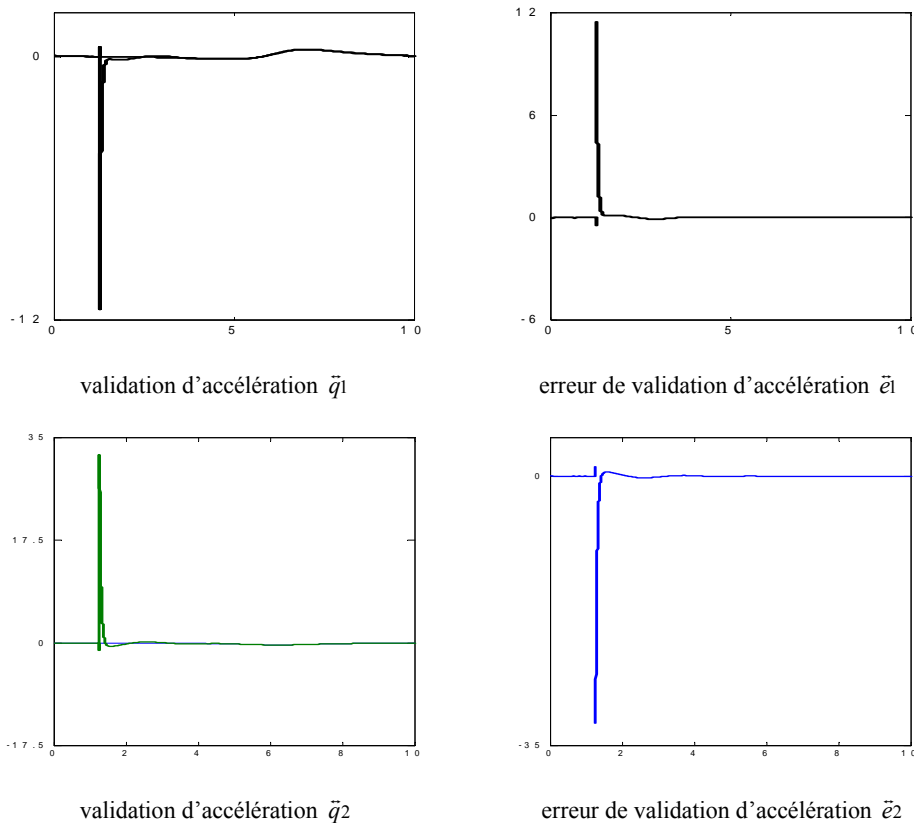 0
-12
0 5 10
12
6
0
-6
0 5 10
validation d'accélération q̈1
erreur de validation d'accélération ë1
35
17.5
0
-17.5
0 2 4 6 8 10
0
-35
0 2 4 6 8 10
validation d'accélération q̈2
erreur de validation d'accélération ë2